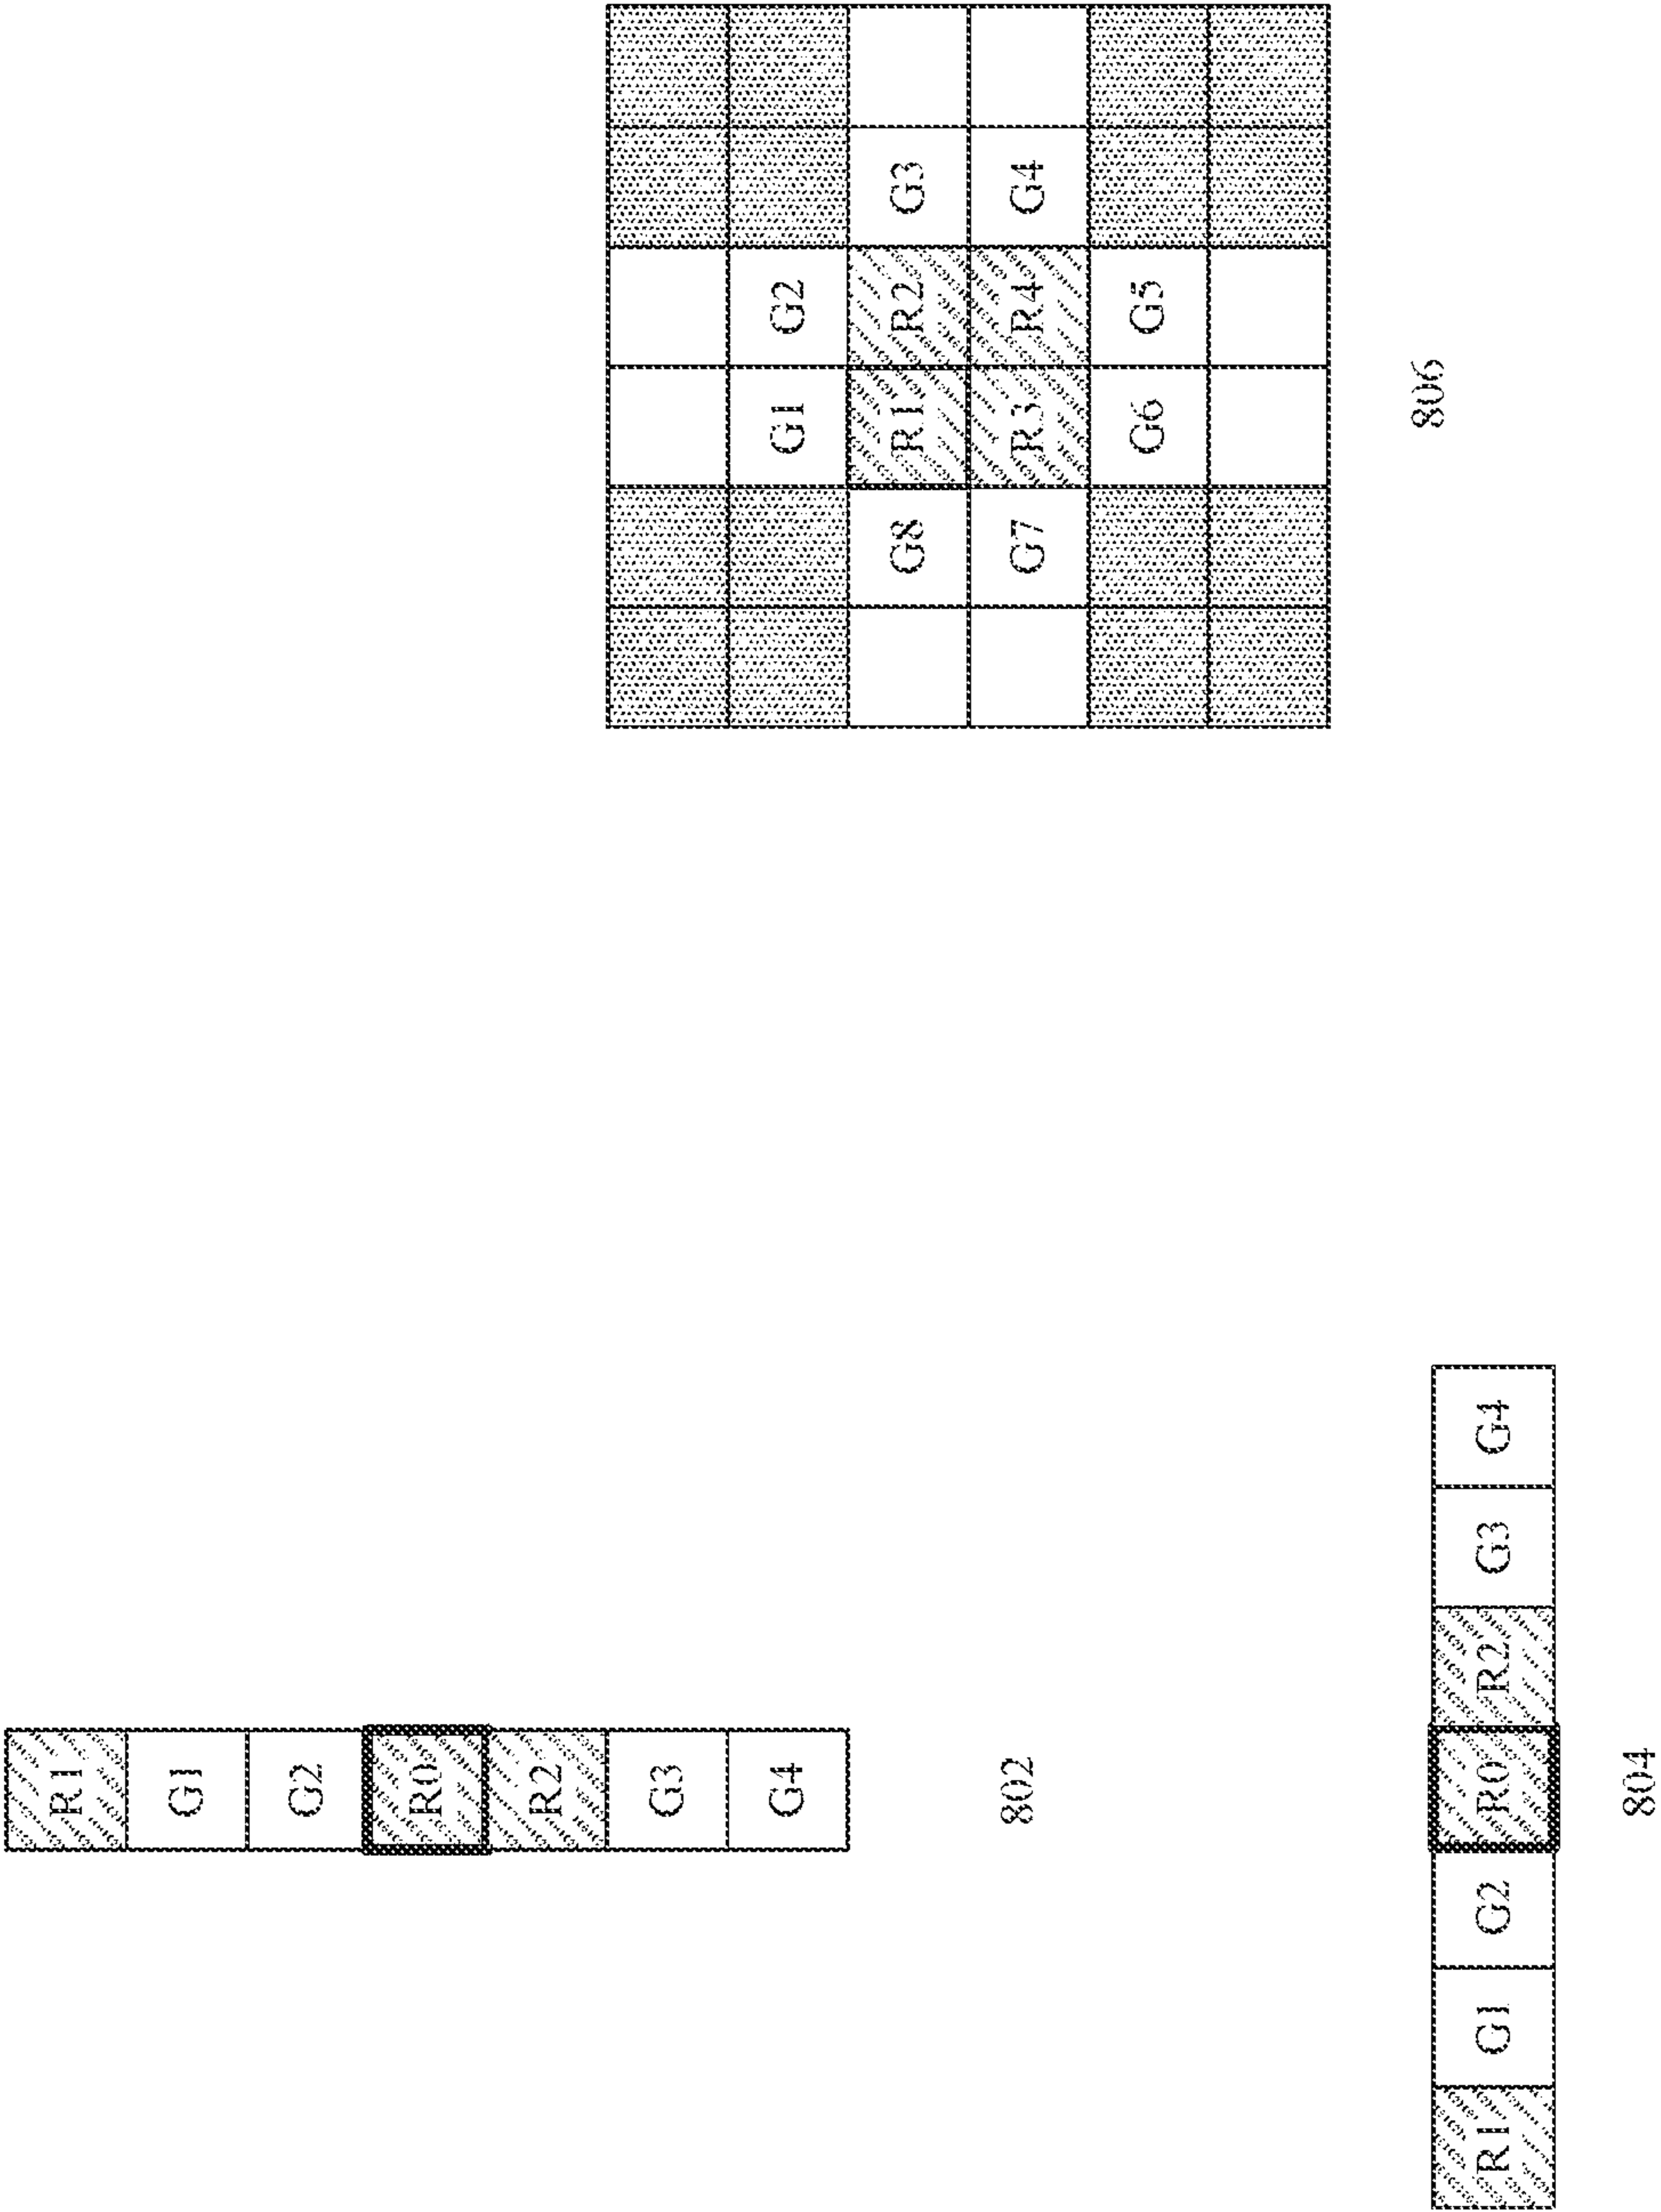 R1
G1
G2
R0
R2
G3
G4
802
G1 G2
G8 R1 R2 G3
G7 R3 R4 G4
G6 G5
806
R1 G1 G2 R0 R2 G3 G4
804